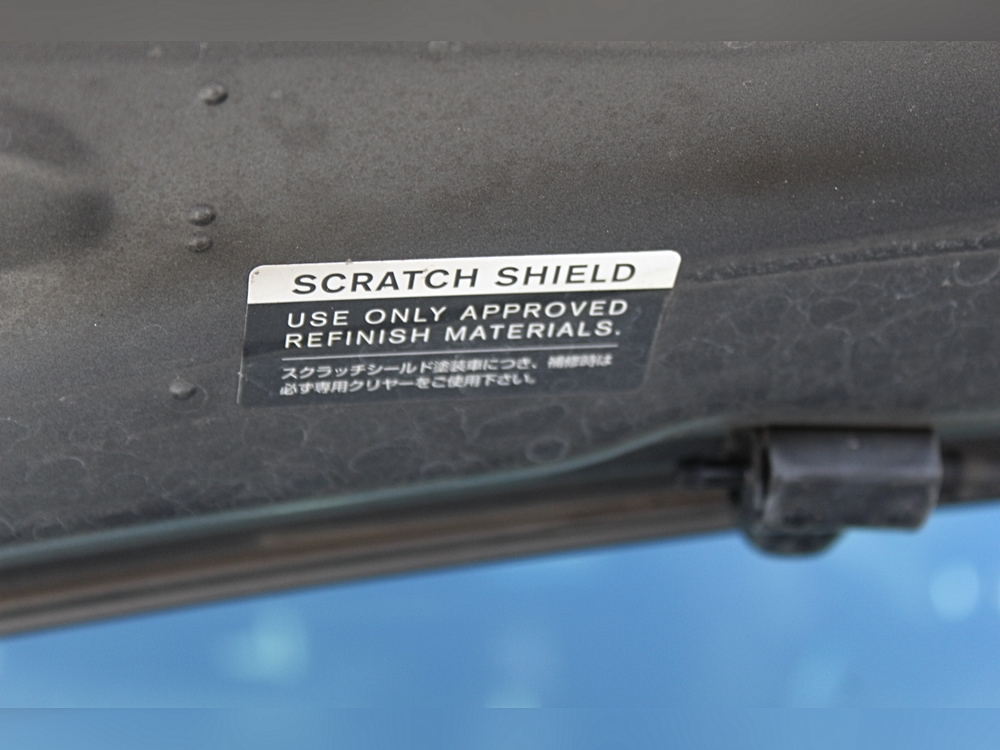 SCRATCH SHIELD
USE ONLY APPROVED
REFINISH MATERIALS.
スクラッチシールド塗装車につき、補修時は
必ず専用クリヤーをご使用下さい。